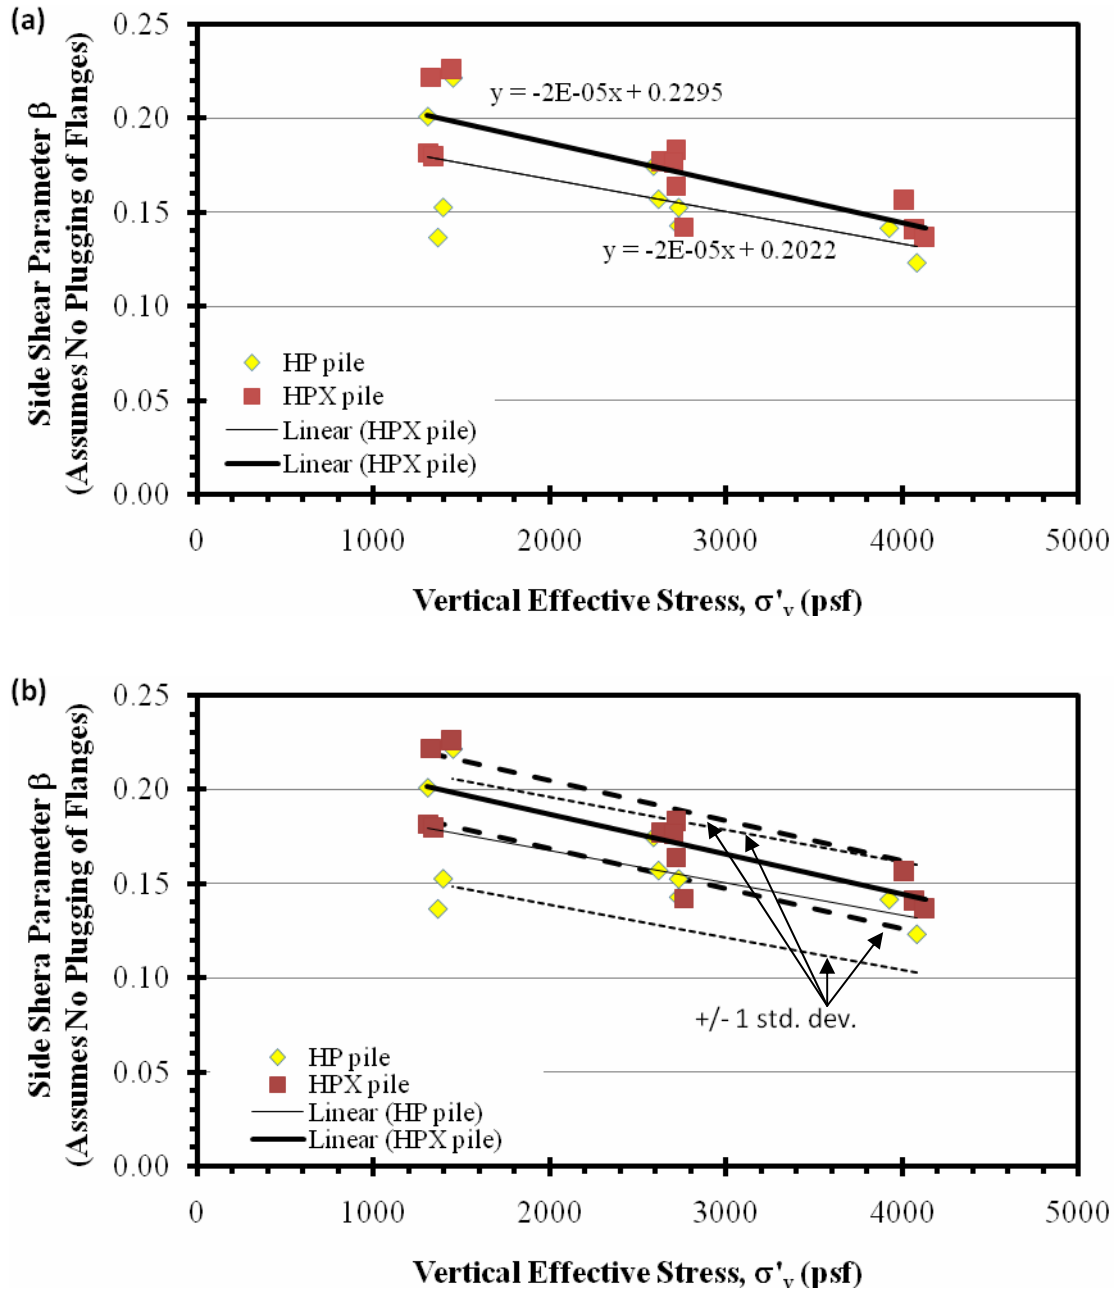 (a)
Side Shear Parameter β
(Assumes No Plugging of Flanges)
0.25
0.20
0.15
0.10
0.05
0.00
y = -2E-05x + 0.2295
y = -2E-05x + 0.2022
HP pile
HPX pile
Linear (HPX pile)
Linear (HPX pile)
0 1000 2000 3000 4000 5000
Vertical Effective Stress, σ'v (psf)
(b)
Side Shera Parameter β
(Assumes No Plugging of Flanges)
0.25
0.20
0.15
0.10
0.05
0.00
+/- 1 std. dev.
HP pile
HPX pile
Linear (HP pile)
Linear (HPX pile)
0 1000 2000 3000 4000 5000
Vertical Effective Stress, σ'v (psf)